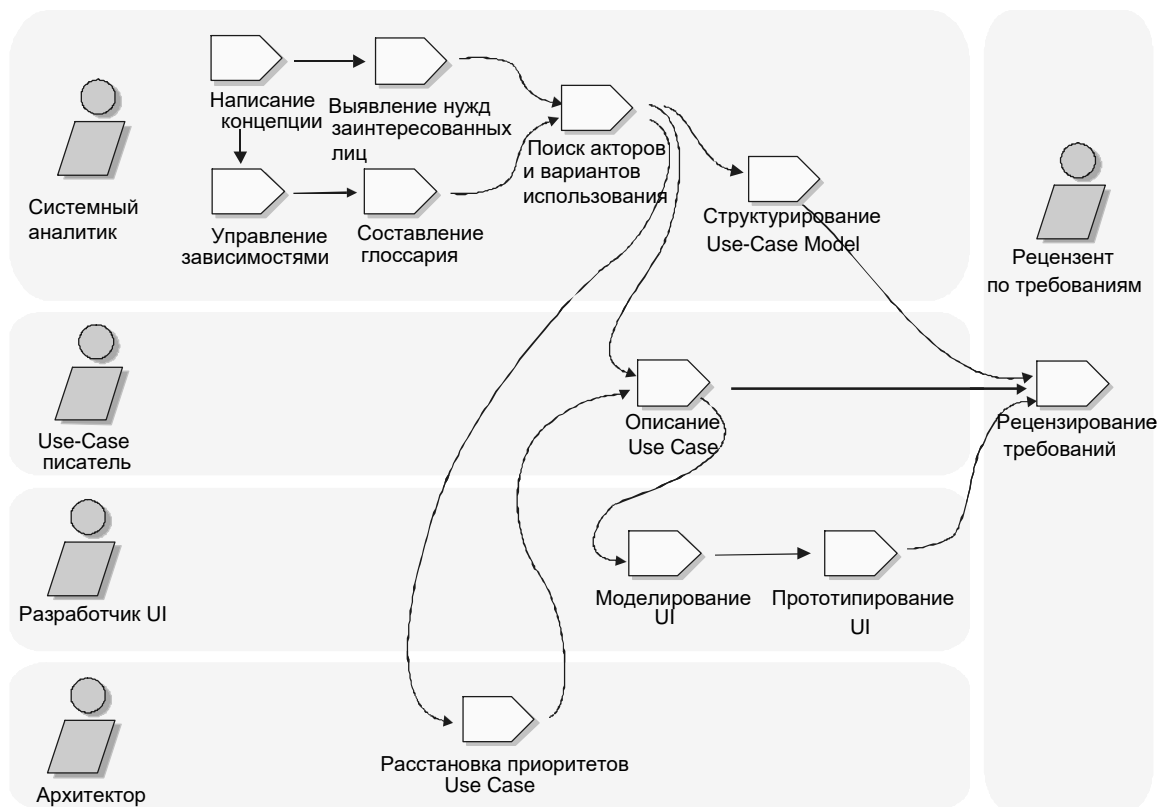 Написание
концепции
Выявление нужд
заинтересованных
лиц
Поиск акторов
и вариантов
использования
Системный
аналитик
Управление
зависимостями
Составление
глоссария
Структурирование
Use-Case Model
Рецензент
по требованиям
Use-Case
писатель
Описание
Use Case
Рецензирование
требований
Разработчик UI
Моделирование
UI
Прототипирование
UI
Архитектор
Расстановка приоритетов
Use Case